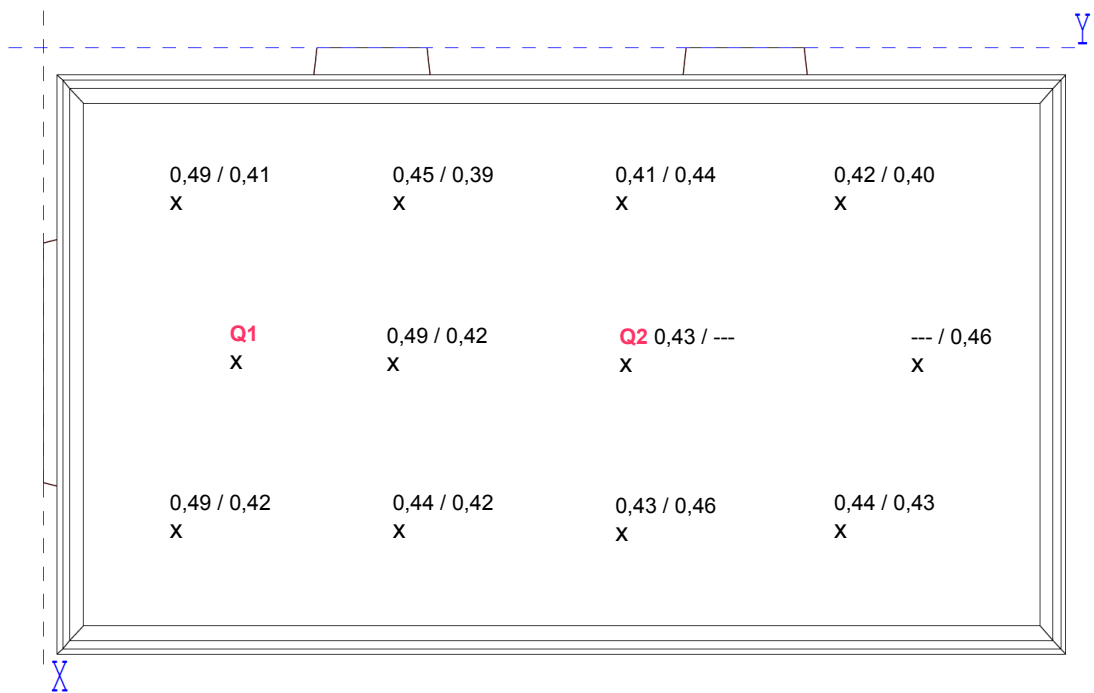 Y
0,49 / 0,41
0,45 / 0,39
0,41 / 0,44
0,42 / 0,40
x
x
x
x
Q1
0,49 / 0,42
Q2 0,43 / ---
--- / 0,46
x
x
x
x
0,49 / 0,42
0,44 / 0,42
0,43 / 0,46
0,44 / 0,43
x
x
x
x
X